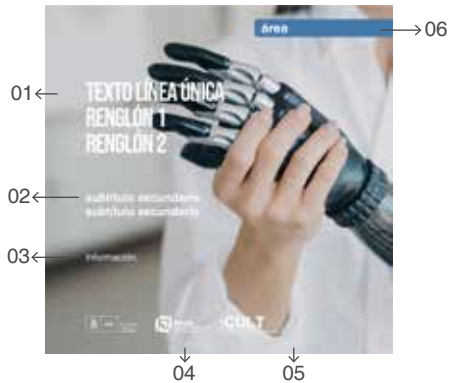 área
06
01
TEXTO LÍNEA ÚNICA
RENGLÓN 1
RENGLÓN 2
02
subtítulo secundario
subtítulo secundario
03
Información.
CULT
04
05